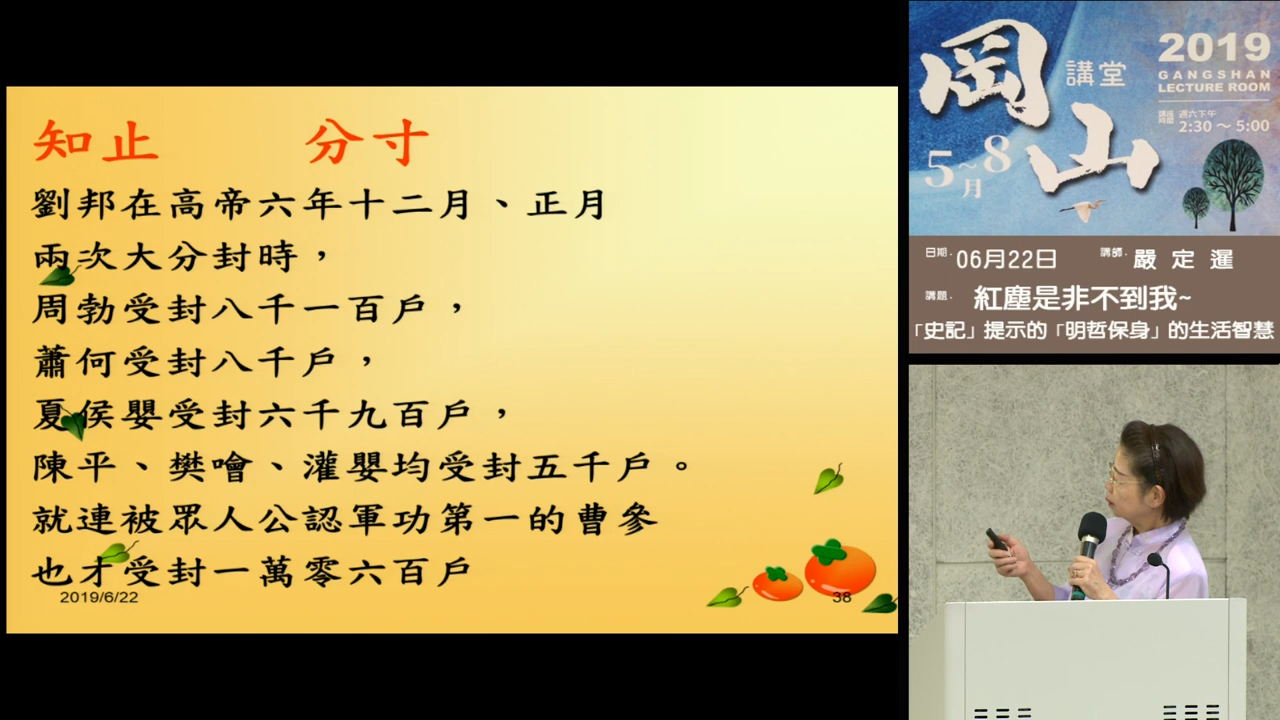 知止 分寸
劉邦在高帝六年十二月、正月
兩次大分封時，
周勃受封八千一百戶，
蕭何受封八千戶，
夏侯嬰受封六千九百戶，
陳平、樊噲、灌嬰均受封五千戶。
就連被眾人公認軍功第一的曹參
也才受封一萬零六百戶
2019/6/22
38
岡山
講堂
2019
GANGSHAN
LECTURE ROOM
講座時間 週六下午
2:30～5:00
5~8月
日期. 06月22日 講師. 嚴定暹
講題. 紅塵是非不到我~
「史記」提示的「明哲保身」的生活智慧